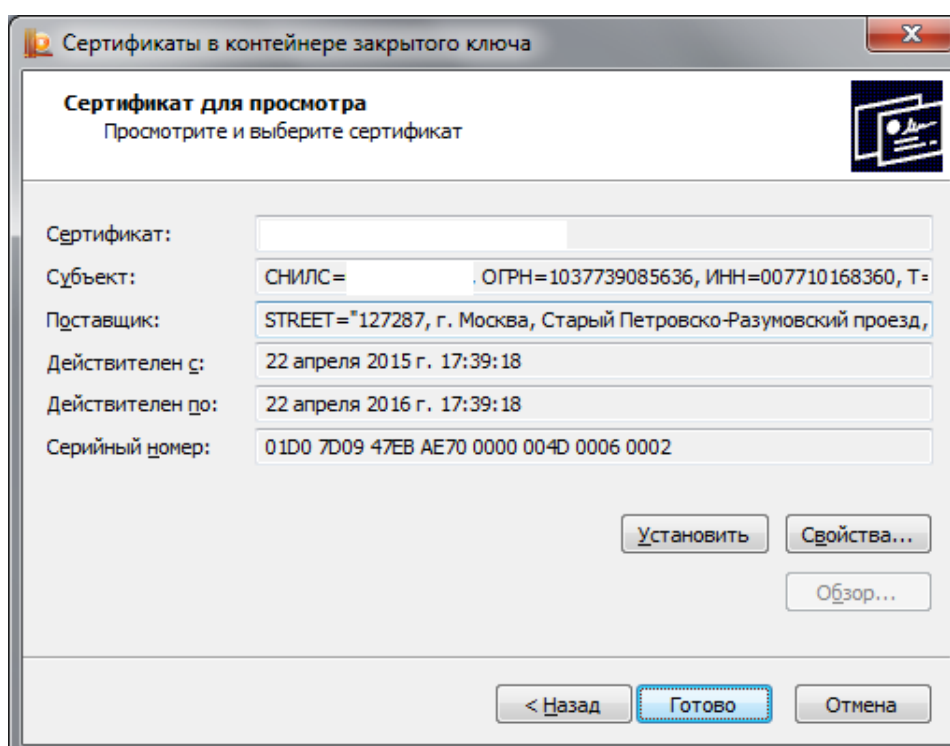 Сертификаты в контейнере закрытого ключа
Сертификат для просмотра
Просмотрите и выберите сертификат
Сертификат:
Субъект: СНИЛС= , ОГРН=1037739085636, ИНН=007710168360, T=
Поставщик: STREET="127287, г. Москва, Старый Петровско-Разумовский проезд,
Действителен с: 22 апреля 2015 г. 17:39:18
Действителен по: 22 апреля 2016 г. 17:39:18
Серийный номер: 01D0 7D09 47EB AE70 0000 004D 0006 0002
Установить Свойства...
Обзор...
< Назад Готово Отмена